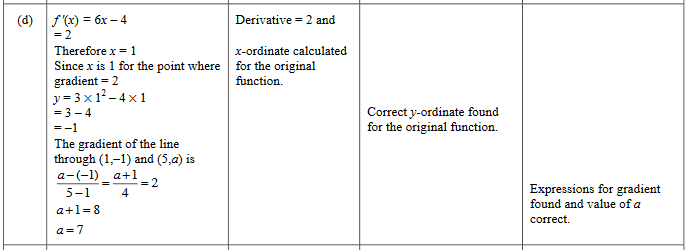 (d)
f '(x) = 6x – 4
= 2
Therefore x = 1
Since x is 1 for the point where
gradient = 2
y = 3 × 1² – 4 × 1
= 3 – 4
= –1
The gradient of the line
through (1,–1) and (5,a) is
a–(–1)/5–1 = a+1/4 = 2
a+1=8
a=7
Derivative = 2 and
x-ordinate calculated
for the original
function.
Correct y-ordinate found
for the original function.
Expressions for gradient
found and value of a
correct.